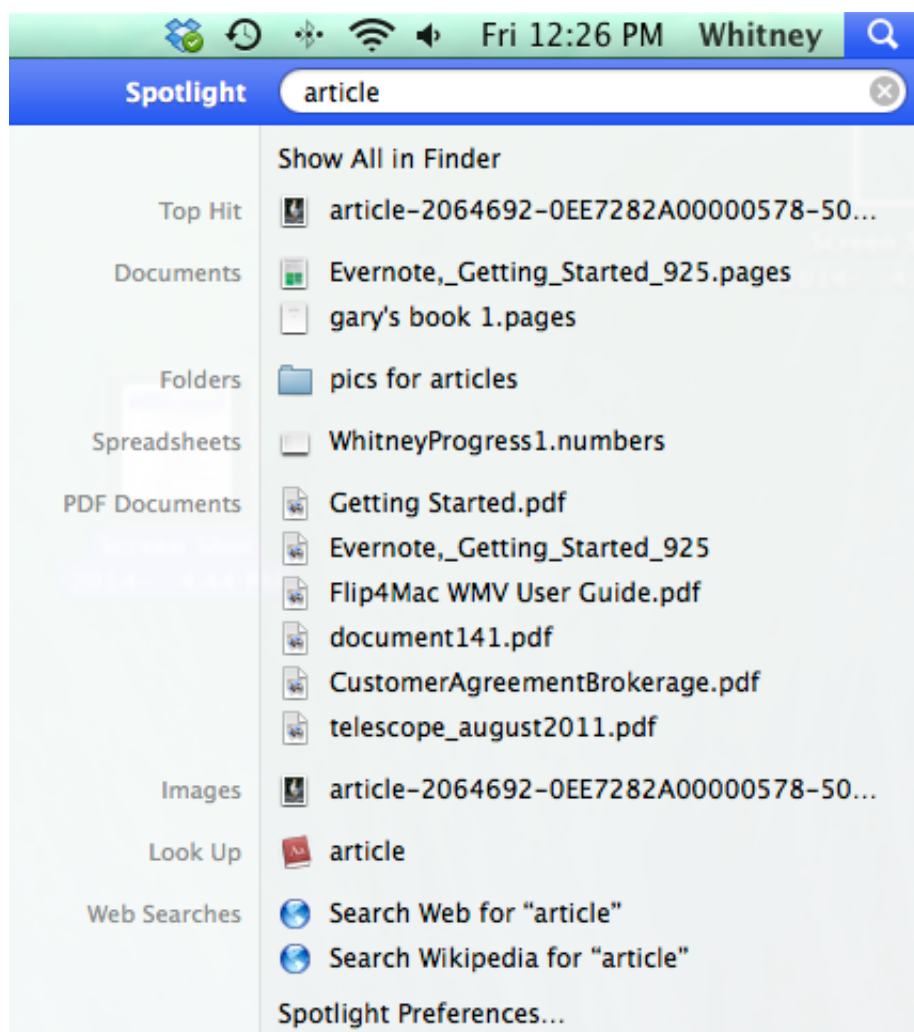 Fri 12:26 PM Whitney
Spotlight article
Show All in Finder
Top Hit article-2064692-0EE7282A00000578-50...
Documents Evernote,_Getting_Started_925.pages
gary's book 1.pages
Folders pics for articles
Spreadsheets WhitneyProgress1.numbers
PDF Documents Getting Started.pdf
Evernote,_Getting_Started_925
Flip4Mac WMV User Guide.pdf
document141.pdf
CustomerAgreementBrokerage.pdf
telescope_august2011.pdf
Images article-2064692-0EE7282A00000578-50...
Look Up article
Web Searches Search Web for “article”
Search Wikipedia for “article”
Spotlight Preferences...